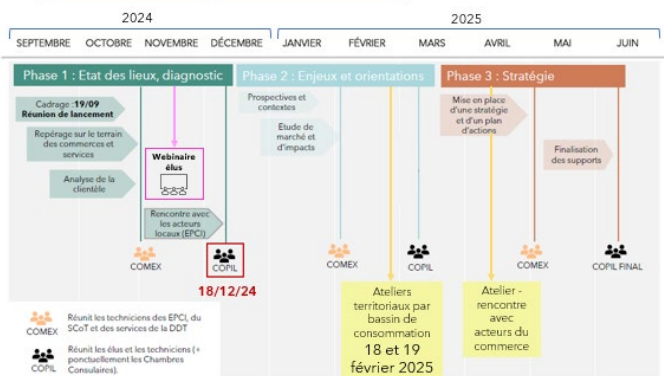 2024
2025
SEPTEMBRE OCTOBRE NOVEMBRE DÉCEMBRE JANVIER FÉVRIER MARS AVRIL MAI JUIN
Phase 1 : Etat des lieux, diagnostic
Phase 2 : Enjeux et orientations
Phase 3 : Stratégie
Cadrage :19/09
Réunion de lancement
Repérage sur le terrain
des commerces et
services
Analyse de la
clientèle
Webinaire
élus
Rencontre avec
les acteurs
locaux (EPCI)
COMEX
COPIL
18/12/24
Prospectives et
contextes
Etude de
marché et
d'impacts
COMEX
COPIL
Ateliers
territoriaux par
bassin de
consommation
18 et 19
février 2025
Mise en place
d'une stratégie
et d'un plan
d'actions
Finalisation
des supports
COMEX
COPIL FINAL
Atelier -
rencontre
avec
acteurs du
commerce
COMEX
Réunit les techniciens des EPCI, du
SCoT et des services de la DDT
COPIL
Réunit les élus et les techniciens (+
ponctuellement les Chambres
Consulaires).